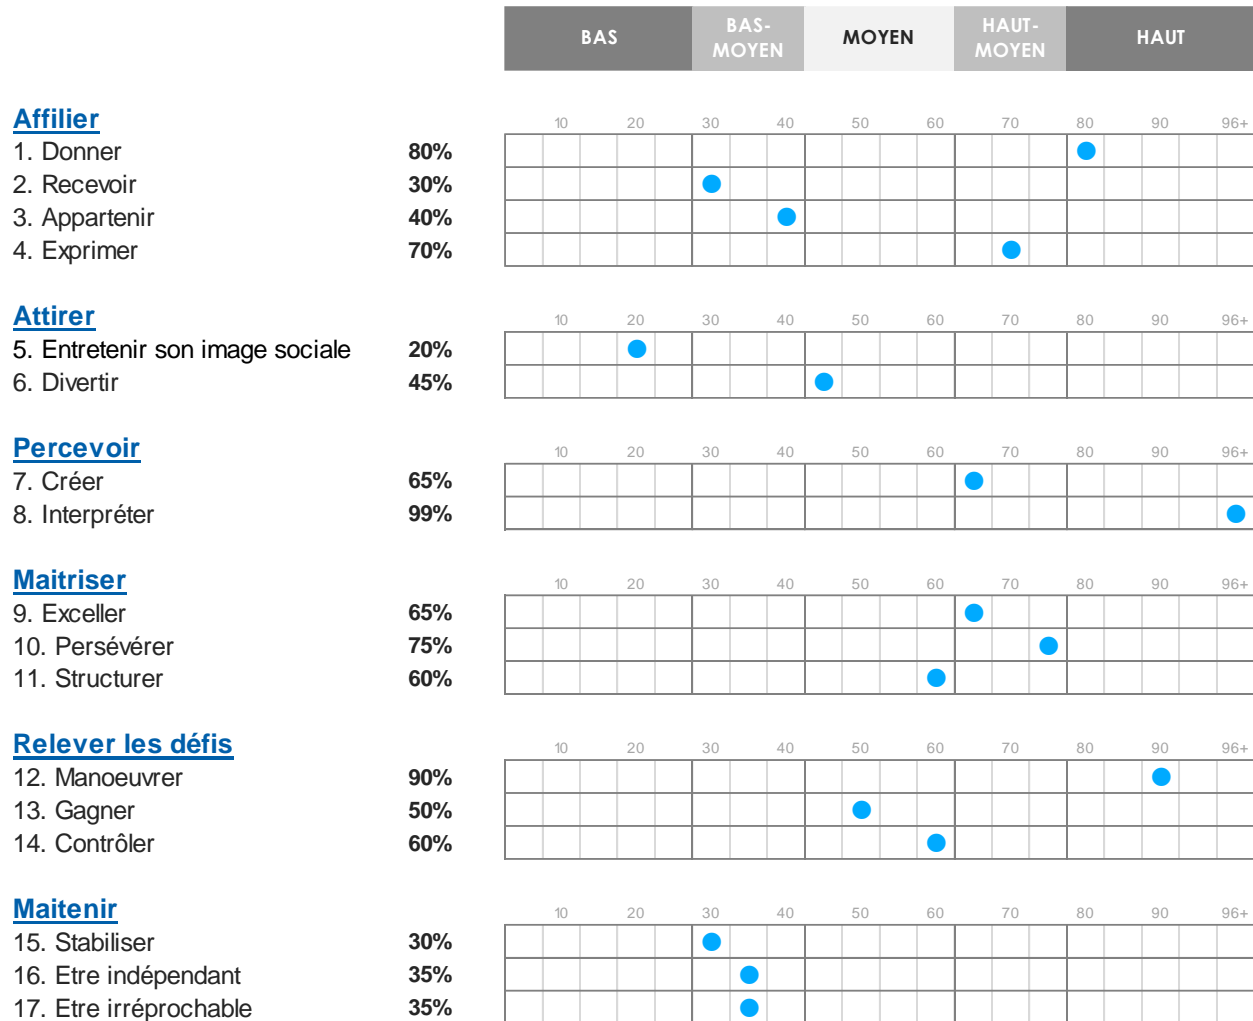 BAS BAS-MOYEN MOYEN HAUT-MOYEN HAUT
Affilier 10 20 30 40 50 60 70 80 90 96+
1. Donner 80%
2. Recevoir 30%
3. Appartenir 40%
4. Exprimer 70%
Attirer 10 20 30 40 50 60 70 80 90 96+
5. Entretenir son image sociale 20%
6. Divertir 45%
Percevoir 10 20 30 40 50 60 70 80 90 96+
7. Créer 65%
8. Interpréter 99%
Maitriser 10 20 30 40 50 60 70 80 90 96+
9. Exceller 65%
10. Persévérer 75%
11. Structurer 60%
Relever les défis 10 20 30 40 50 60 70 80 90 96+
12. Manoeuvrer 90%
13. Gagner 50%
14. Contrôler 60%
Maitenir 10 20 30 40 50 60 70 80 90 96+
15. Stabiliser 30%
16. Etre indépendant 35%
17. Etre irréprochable 35%